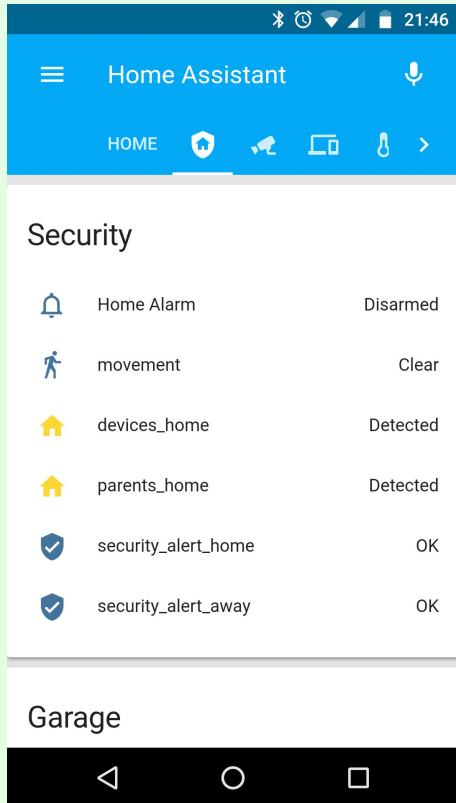 21:46
Home Assistant
HOME
Security
Home Alarm Disarmed
movement Clear
devices_home Detected
parents_home Detected
security_alert_home OK
security_alert_away OK
Garage